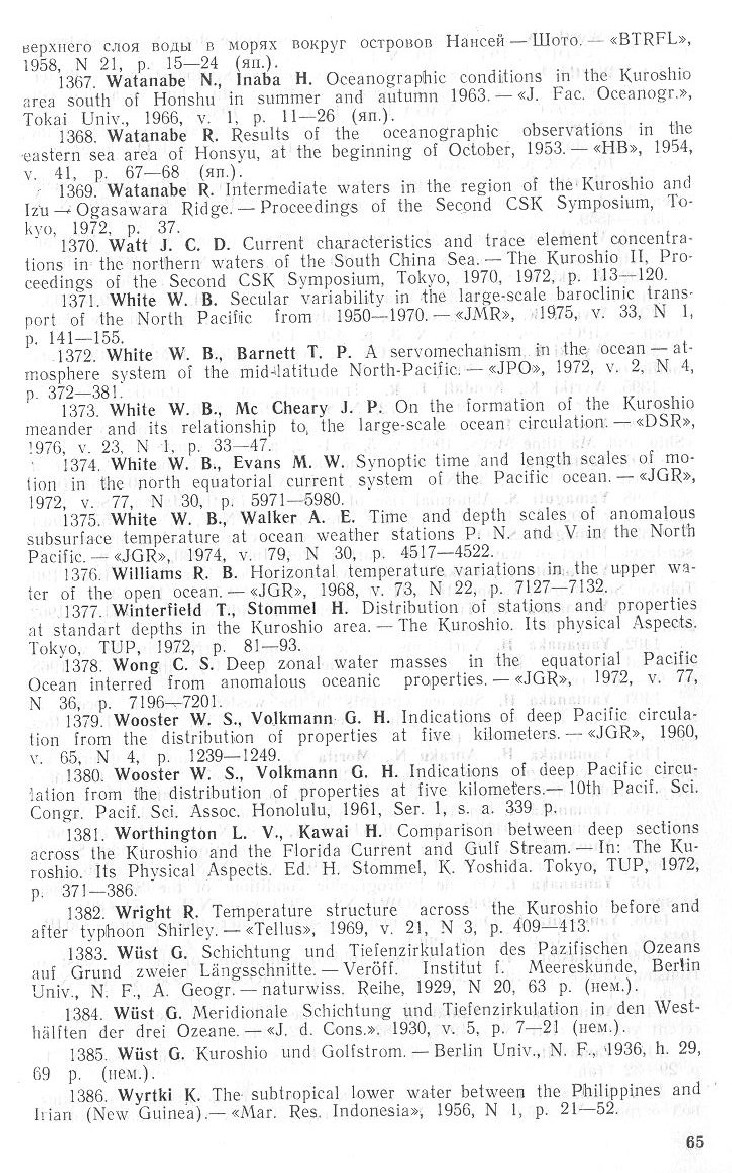 верхнего слоя воды в морях вокруг островов Нансей — Шото. — «BTRFL»,
1958, N 21, p. 15—24 (яп.).
1367. Watanabe N., Inaba H. Oceanographic conditions in the Kuroshio
area south of Honshu in summer and autumn 1963. — «J. Fac. Oceanogr.»,
Tokai Univ., 1966, v. 1, p. 11—26 (яп.).
1368. Watanabe R. Results of the oceanographic observations in the
eastern sea area of Honsyu, at the beginning of October, 1953. — «HB», 1954,
v. 41, p. 67—68 (яп.).
1369. Watanabe R. Intermediate waters in the region of the Kuroshio and
Izu — Ogasawara Ridge. — Proceedings of the Second CSK Symposium, To-
kyo, 1972, p. 37.
1370. Watt J. C. D. Current characteristics and trace element concentra-
tions in the northern waters of the South China Sea. — The Kuroshio II, Pro-
ceedings of the Second CSK Symposium, Tokyo, 1970, 1972, p. 113—120.
1371. White W. B. Secular variability in the large-scale baroclinic trans-
port of the North Pacific from 1950—1970. — «JMR», 1975, v. 33, N 1,
p. 141—155.
1372. White W. B., Barnett T. P. A servomechanism in the ocean — at-
mosphere system of the mid-latitude North-Pacific. — «JPO», 1972, v. 2, N 4,
p. 372—381.
1373. White W. B., Mc Cheary J. P. On the formation of the Kuroshio
meander and its relationship to, the large-scale ocean circulation. — «DSR»,
1976, v. 23, N 1, p. 33—47.
1374. White W. B., Evans M. W. Synoptic time and length scales of mo-
tion in the north equatorial current system of the Pacific ocean. — «JGR»,
1972, v. 77, N 30, p. 5971—5980.
1375. White W. B., Walker A. E. Time and depth scales of anomalous
subsurface temperature at ocean weather stations P. N. and V in the North
Pacific. — «JGR», 1974, v. 79, N 30, p. 4517—4522.
1376. Williams R. B. Horizontal temperature variations in the upper wa-
ter of the open ocean. — «JGR», 1968, v. 73, N 22, p. 7127—7132.
1377. Winterfield T., Stommel H. Distribution of stations and properties
at standart depths in the Kuroshio area. — The Kuroshio. Its physical Aspects.
Tokyo, TUP, 1972, p. 81—93.
1378. Wong C. S. Deep zonal water masses in the equatorial Pacific
Ocean interred from anomalous oceanic properties. — «JGR», 1972, v. 77,
N 36, p. 7196—7201.
1379. Wooster W. S., Volkmann G. H. Indications of deep Pacific circula-
tion from the distribution of properties at five kilometers. — «JGR», 1960,
v. 65, N 4, p. 1239—1249.
1380. Wooster W. S., Volkmann G. H. Indications of deep Pacific circu-
lation from the distribution of properties at five kilometers.— 10th Pacif. Sci.
Congr. Pacif. Sci. Assoc. Honolulu, 1961, Ser. 1, s. a. 339 p.
1381. Worthington L. V., Kawai H. Comparison between deep sections
across the Kuroshio and the Florida Current and Gulf Stream. — In: The Ku-
roshio. Its Physical Aspects. Ed. H. Stommel, K. Yoshida. Tokyo, TUP, 1972,
p. 371—386.
1382. Wright R. Temperature structure across the Kuroshio before and
after typhoon Shirley. — «Tellus», 1969, v. 21, N 3, p. 409—413.
1383. Wüst G. Schichtung und Tiefenzirkulation des Pazifischen Ozeans
auf Grund zweier Längsschnitte. — Veröff. Institut f. Meereskunde, Berlin
Univ., N. F., A. Geogr. — naturwiss. Reihe, 1929, N 20, 63 p. (нем.).
1384. Wüst G. Meridionale Schichtung und Tiefenzirkulation in den West-
hälften der drei Ozeane. — «J. d. Cons.». 1930, v. 5, p. 7—21 (нем.).
1385. Wüst G. Kuroshio und Golfstrom. — Berlin Univ., N. F., 1936, h. 29,
69 p. (нем.).
1386. Wyrtki K. The subtropical lower water between the Philippines and
Irian (New Guinea).— «Mar. Res. Indonesia», 1956, N 1, p. 21—52.
65